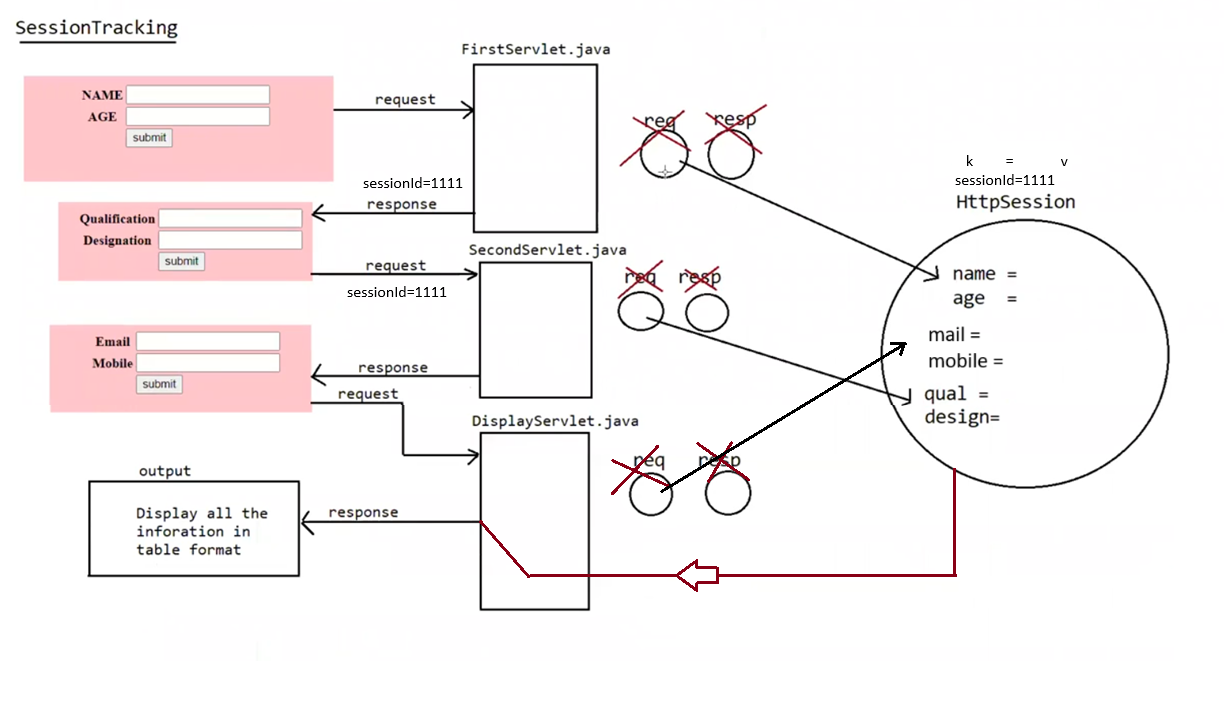 SessionTracking
FirstServlet.java
NAME
AGE
submit
request
req
resp
sessionId=1111
response
k = v
sessionId=1111
HttpSession
Qualification
Designation
submit
request
sessionId=1111
SecondServlet.java
req
resp
name =
age =
mail =
mobile =
qual =
design=
Email
Mobile
submit
response
request
DisplayServlet.java
req
resp
output
Display all the
inforation in
table format
response